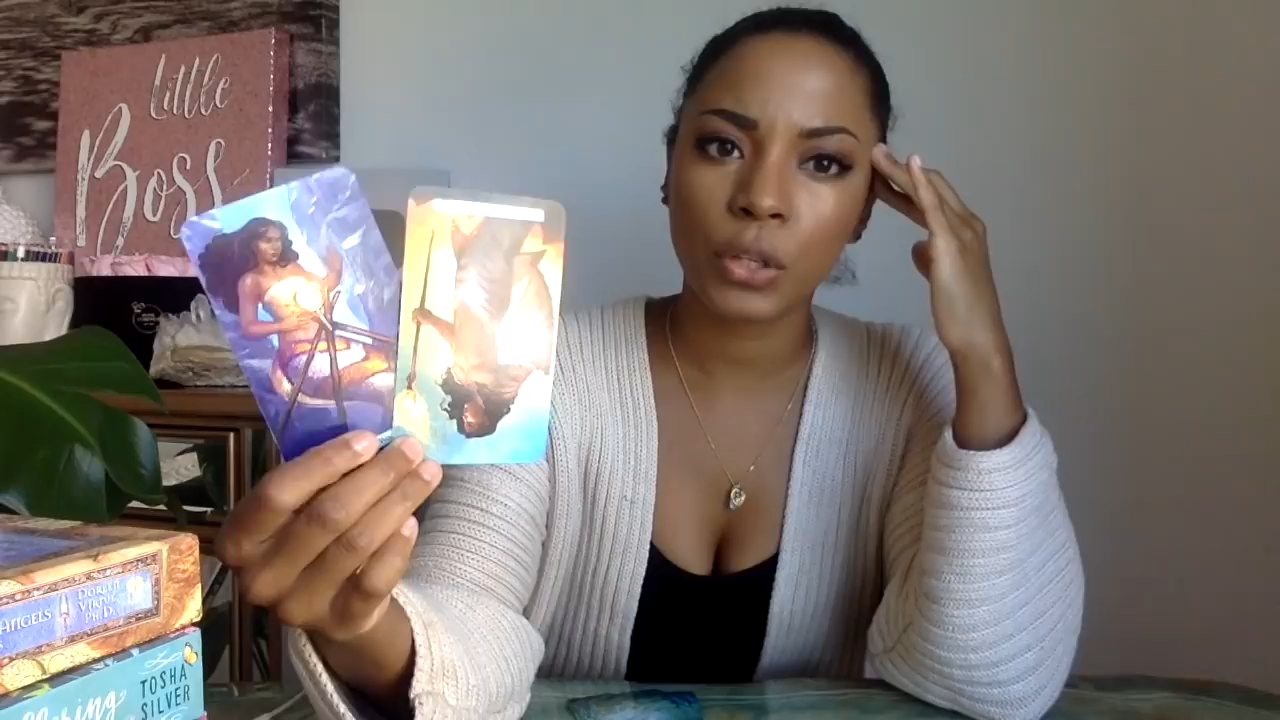 Little
Boss
ANGELS
DOREEN
VIRTUE
Ph.D.
TOSHA
SILVER